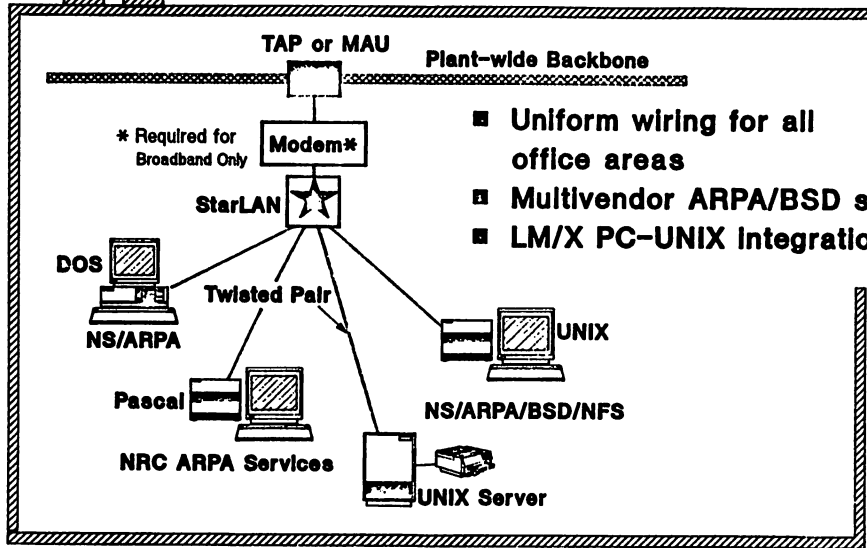 TAP or MAU
Plant-wide Backbone
* Required for
Broadband Only
Modem*
StarLAN
■ Uniform wiring for all
office areas
■ Multivendor ARPA/BSD s
■ LM/X PC-UNIX integratio
DOS
Twisted Pair
NS/ARPA
UNIX
Pascal
NS/ARPA/BSD/NFS
NRC ARPA Services
UNIX Server